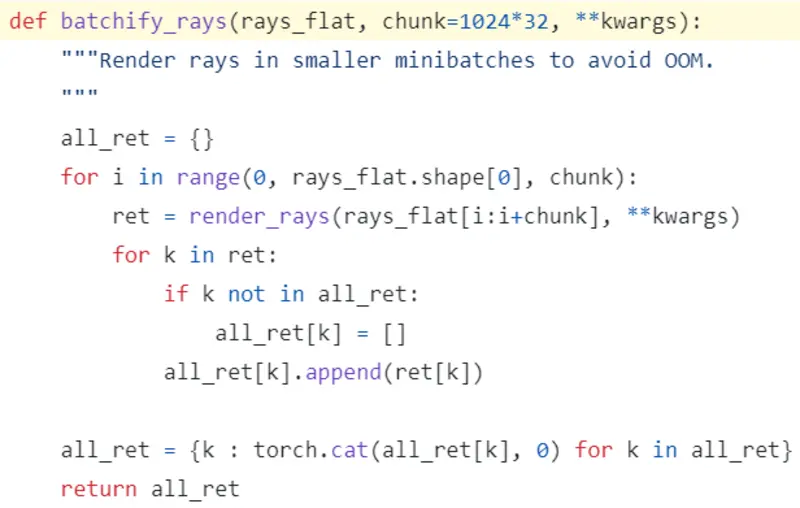 def batchify_rays(rays_flat, chunk=1024*32, **kwargs):
    """Render rays in smaller minibatches to avoid OOM.
    """
    all_ret = {}
    for i in range(0, rays_flat.shape[0], chunk):
        ret = render_rays(rays_flat[i:i+chunk], **kwargs)
        for k in ret:
            if k not in all_ret:
                all_ret[k] = []
            all_ret[k].append(ret[k])

    all_ret = {k : torch.cat(all_ret[k], 0) for k in all_ret}
    return all_ret